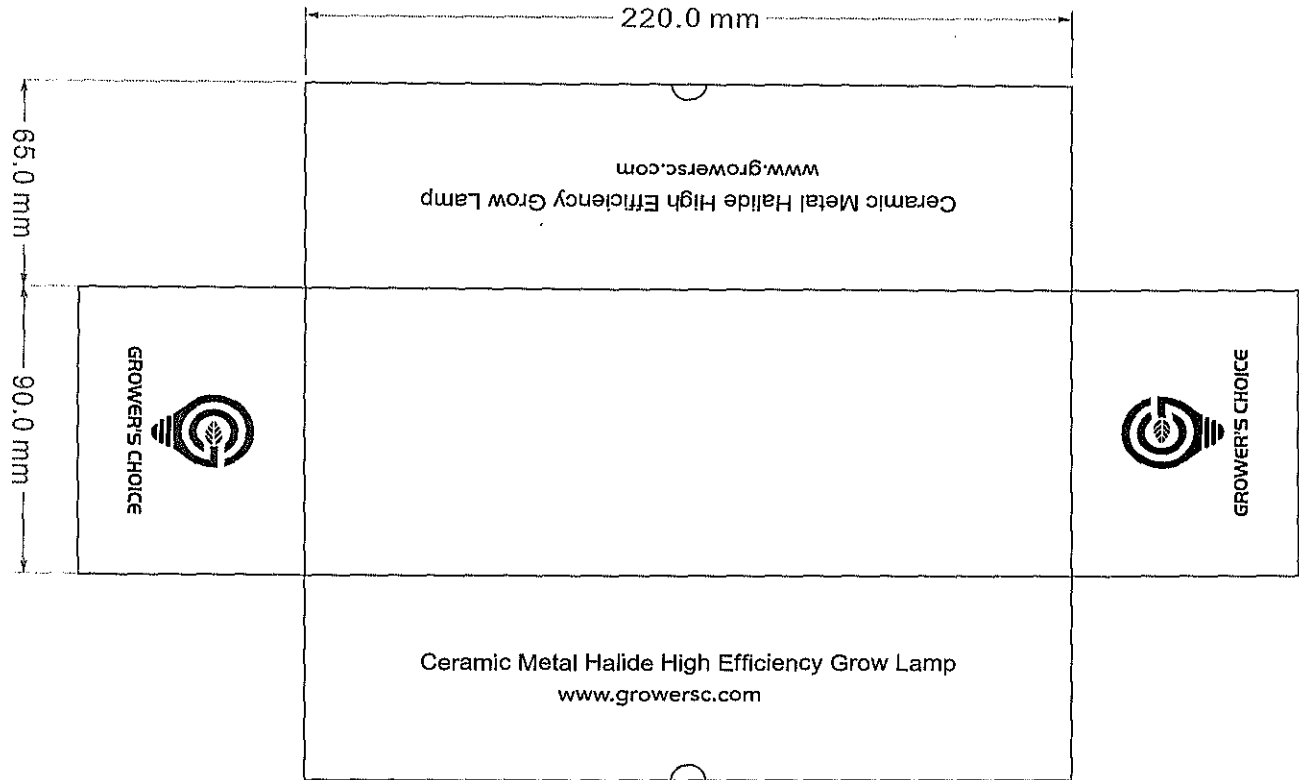 220.0 mm
65.0 mm
www.growersc.com
Ceramic Metal Halide High Efficiency Grow Lamp
90.0 mm
GROWER'S CHOICE
GROWER'S CHOICE
Ceramic Metal Halide High Efficiency Grow Lamp
www.growersc.com